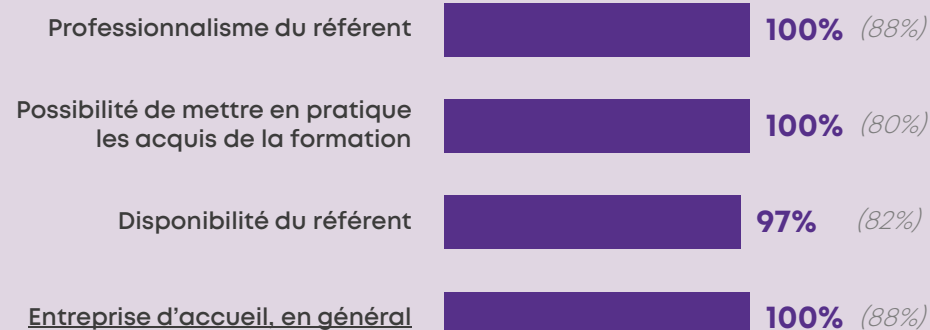 Professionnalisme du référent 100% (88%)
Possibilité de mettre en pratique
les acquis de la formation 100% (80%)
Disponibilité du référent 97% (82%)
Entreprise d'accueil, en général 100% (88%)